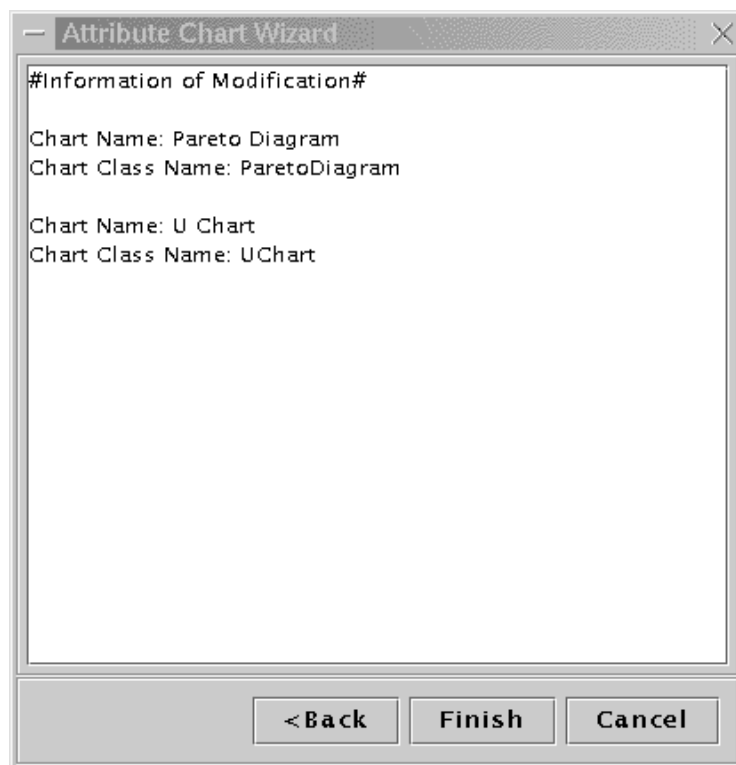 Attribute Chart Wizard
#Information of Modification#
Chart Name: Pareto Diagram
Chart Class Name: ParetoDiagram
Chart Name: U Chart
Chart Class Name: UChart
<Back Finish Cancel